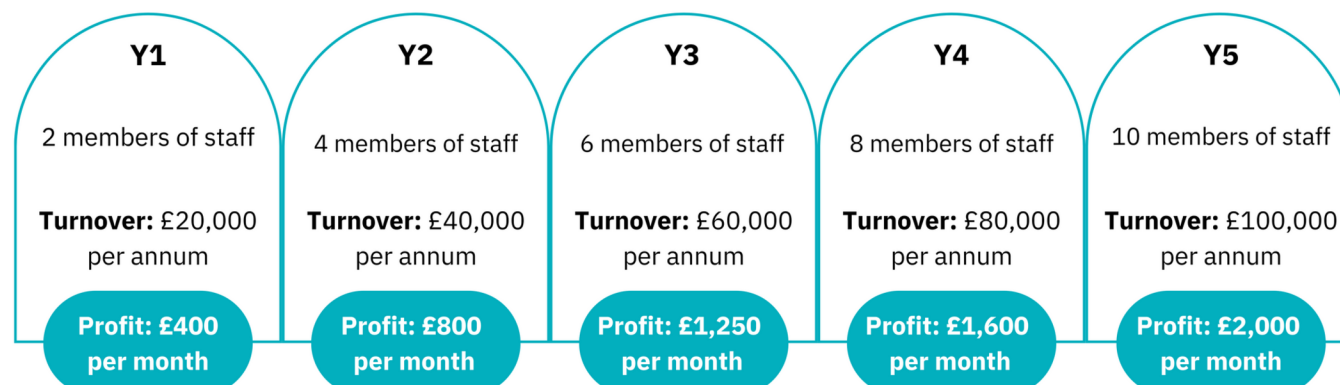 Y1
2 members of staff
Turnover: £20,000
per annum
Profit: £400
per month
Y2
4 members of staff
Turnover: £40,000
per annum
Profit: £800
per month
Y3
6 members of staff
Turnover: £60,000
per annum
Profit: £1,250
per month
Y4
8 members of staff
Turnover: £80,000
per annum
Profit: £1,600
per month
Y5
10 members of staff
Turnover: £100,000
per annum
Profit: £2,000
per month